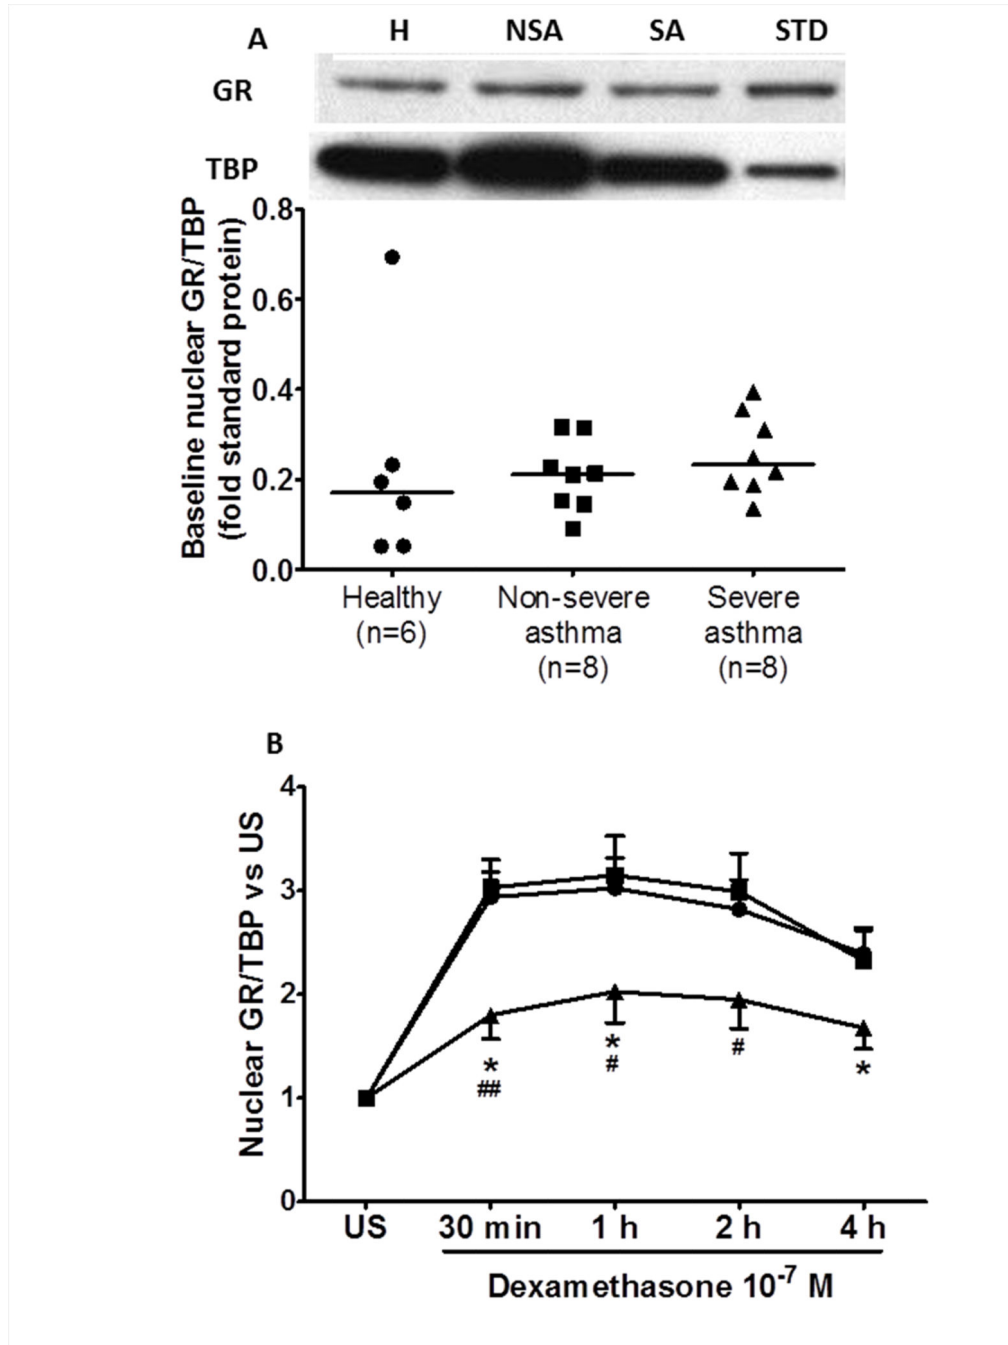 A
H NSA SA STD
GR
TBP
Baseline nuclear GR/TBP
(fold standard protein)
0.8
0.6
0.4
0.2
0.0
Healthy
(n=6)
Non-severe
asthma
(n=8)
Severe
asthma
(n=8)
B
Nuclear GR/TBP vs US
4
3
2
1
0
*
##
*
#
#
*
US 30 min 1 h 2 h 4 h
Dexamethasone 10⁻⁷ M